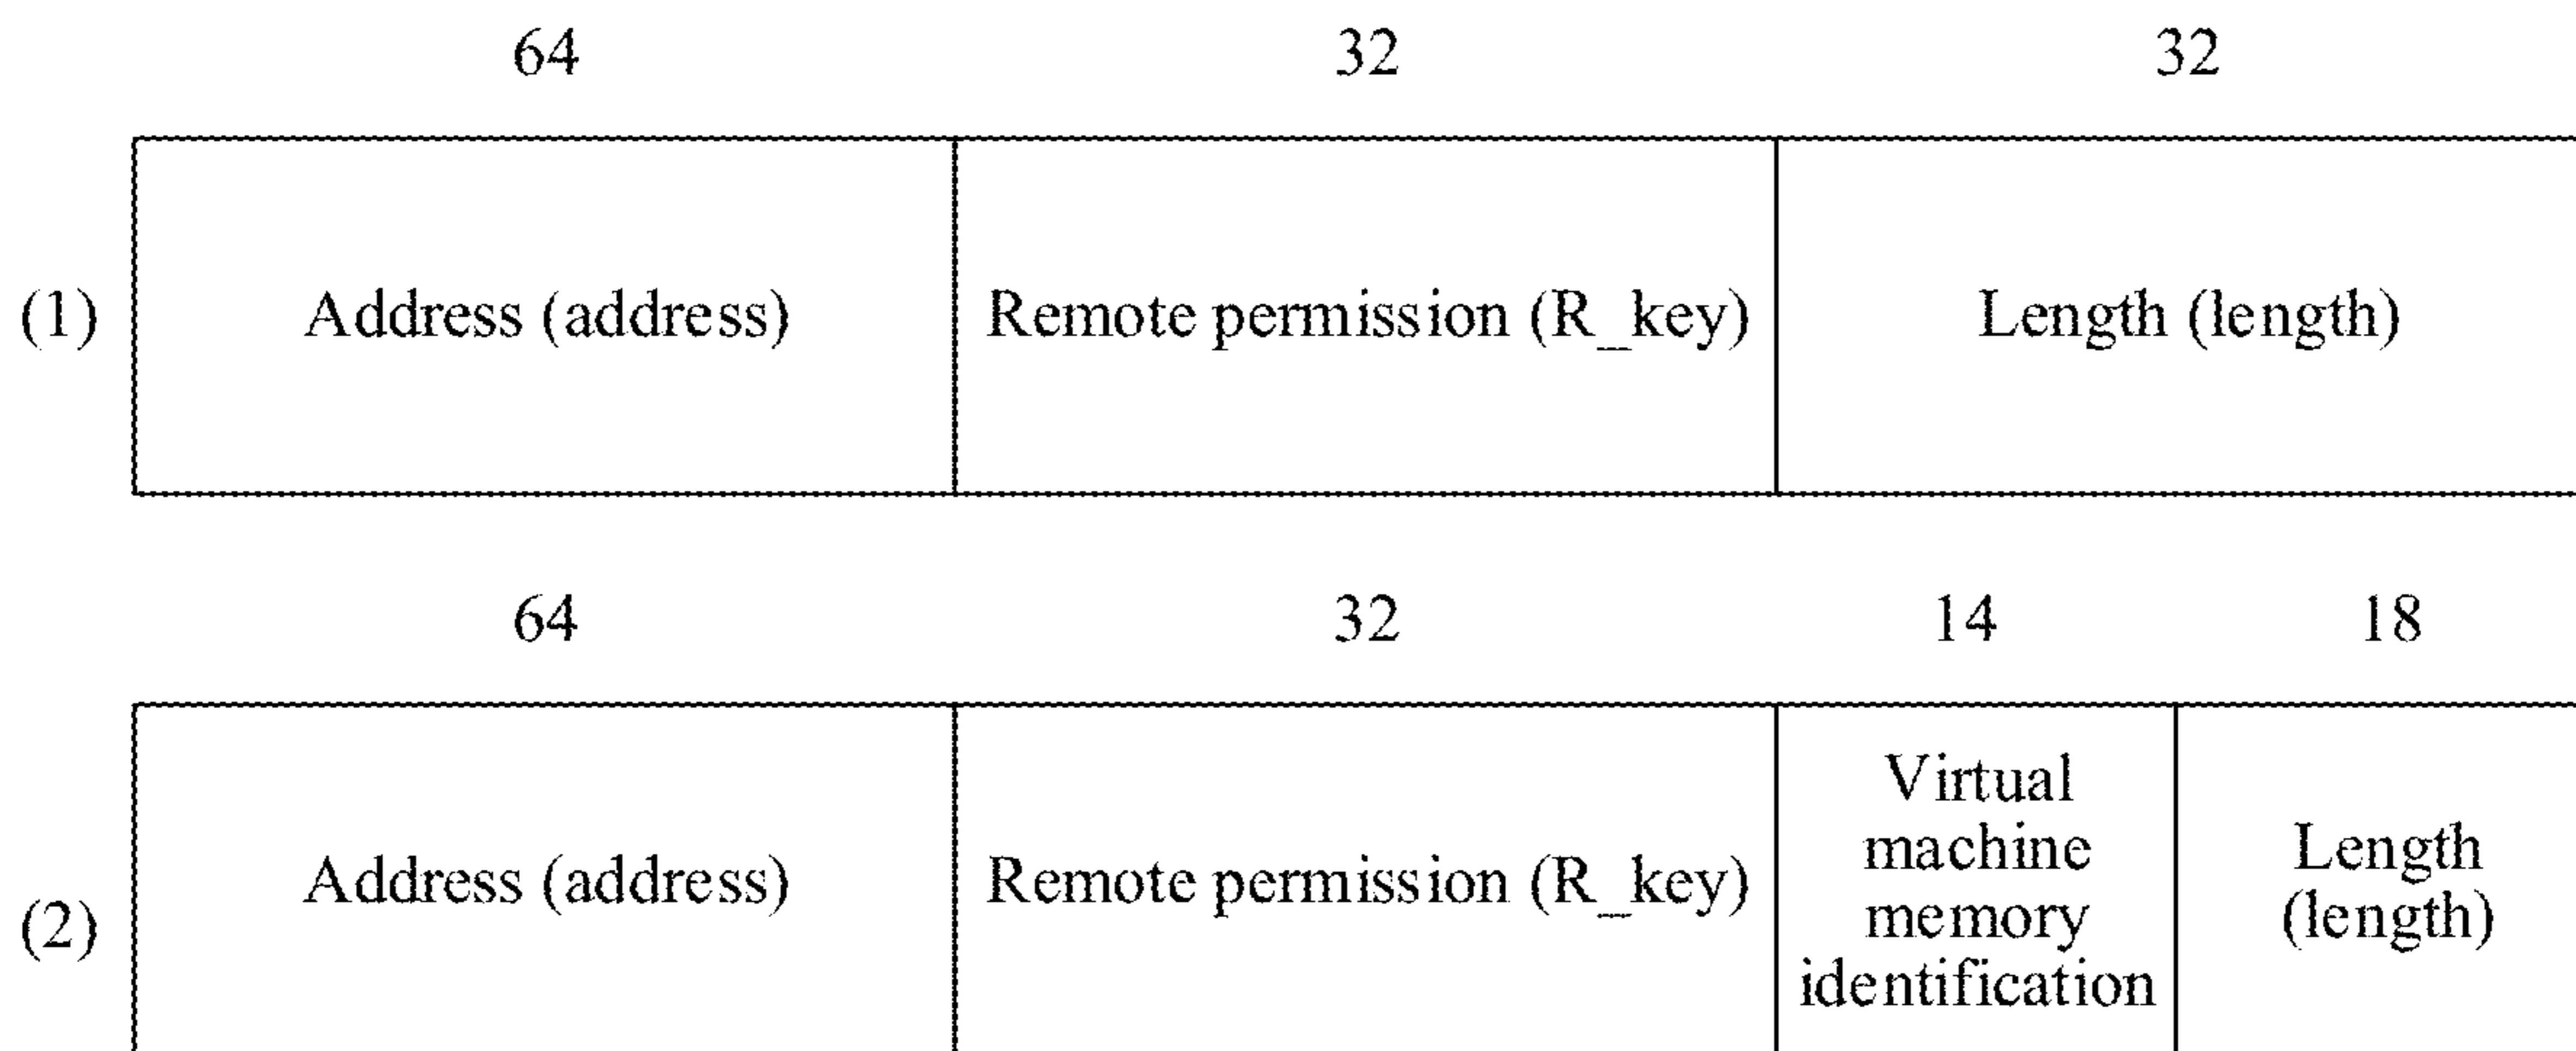 64 32 32
(1) Address (address) Remote permission (R_key) Length (length)
64 32 14 18
(2) Address (address) Remote permission (R_key)
Virtual
machine
memory
identification
Length
(length)